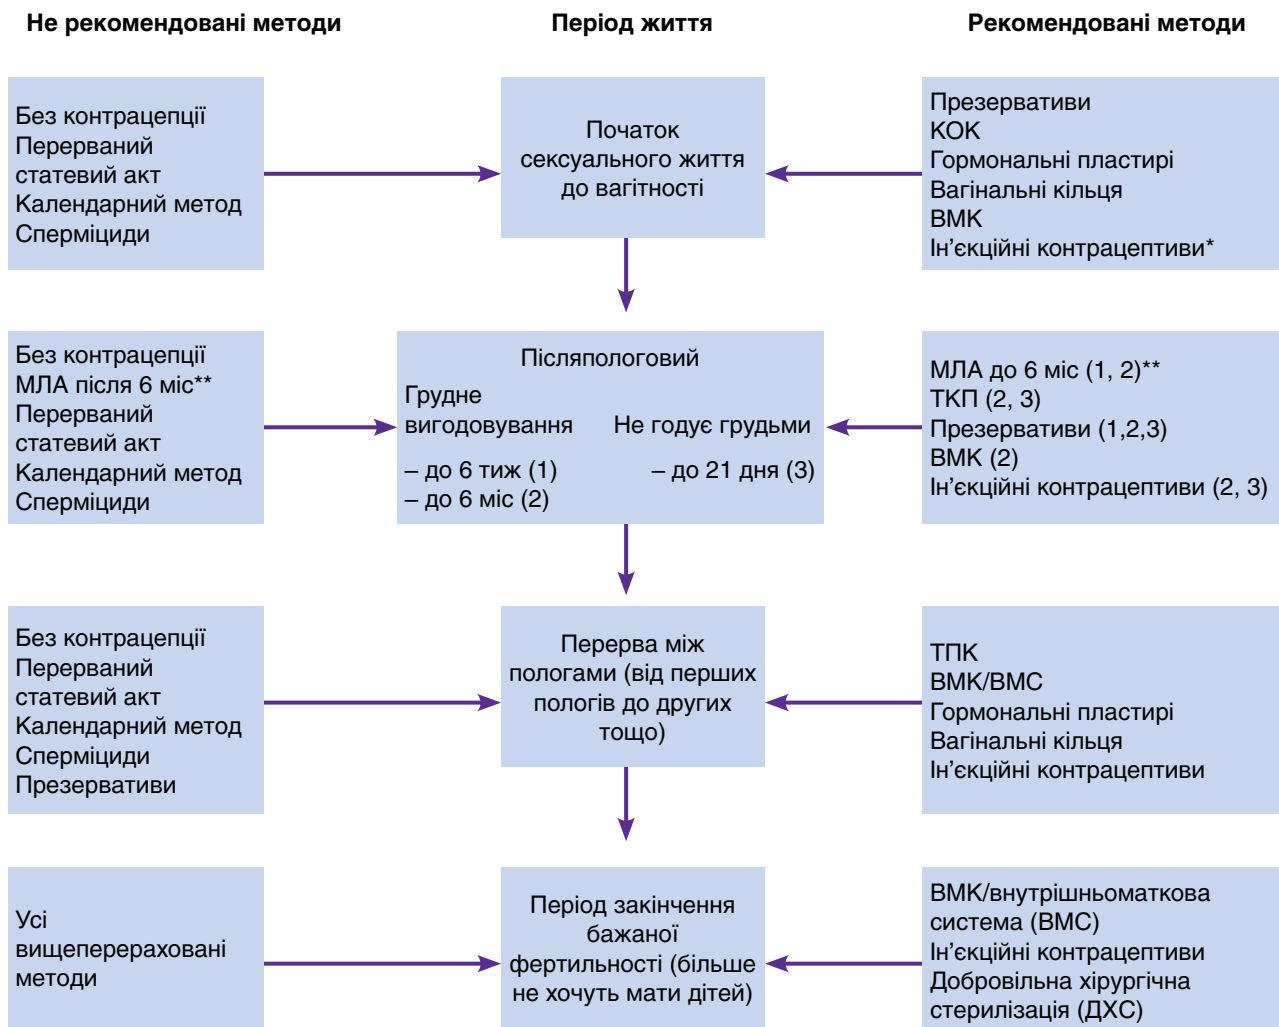 Не рекомендовані методи
Період життя
Рекомендовані методи
Без контрацепції
Перерваний
статевий акт
Календарний метод
Сперміциди
Початок
сексуального життя
до вагітності
Презервативи
КОК
Гормональні пластирі
Вагінальні кільця
ВМК
Ін’єкційні контрацептиви*
Без контрацепції
МЛА після 6 міс**
Перерваний
статевий акт
Календарний метод
Сперміциди
Післяпологовий
Грудне
вигодовування
– до 6 тиж (1)
– до 6 міс (2)
Не годує грудьми
– до 21 дня (3)
МЛА до 6 міс (1, 2)**
ТКП (2, 3)
Презервативи (1,2,3)
ВМК (2)
Ін’єкційні контрацептиви (2, 3)
Без контрацепції
Перерваний
статевий акт
Календарний метод
Сперміциди
Презервативи
Перерва між
пологами (від перших
пологів до других
тощо)
ТПК
ВМК/ВМС
Гормональні пластирі
Вагінальні кільця
Ін’єкційні контрацептиви
Усі
вищеперераховані
методи
Період закінчення
бажаної
фертильності (більше
не хочуть мати дітей)
ВМК/внутрішньоматкова
система (ВМС)
Ін’єкційні контрацептиви
Добровільна хірургічна
стерилізація (ДХС)